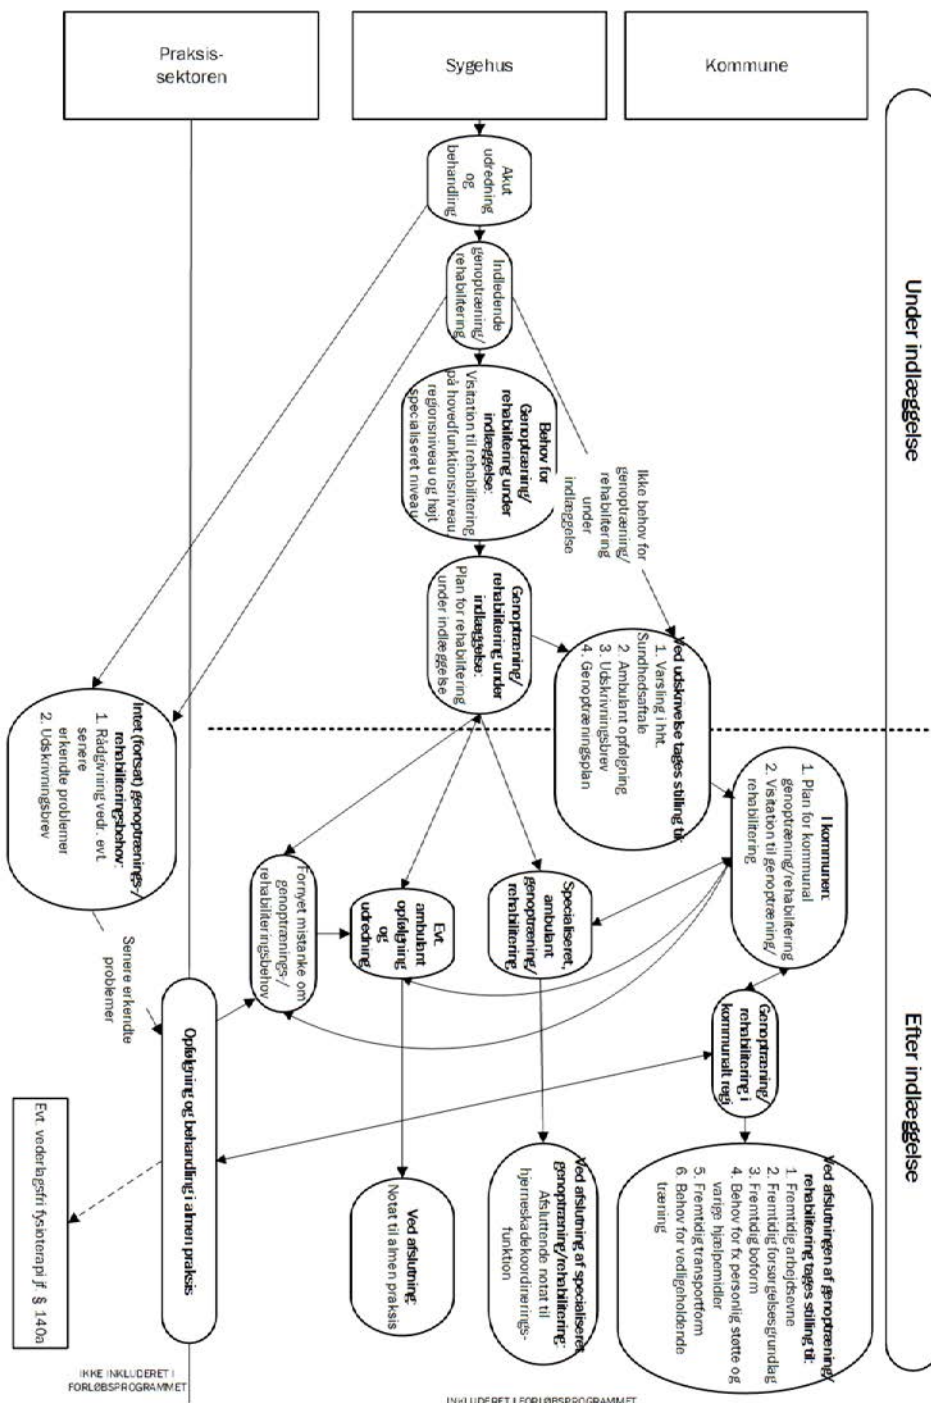 Praksis-
sektoren
Sygehus
Kommune
Under indlæggelse
Efter indlæggelse
Akut
udredning
og
behandling
Indledende
genoptræning/
rehabilitering
Behov for
Genoptræning/
rehabilitering under
indlæggelse:
Visitation til rehabilitering
på hovedfunktionsniveau,
regionsniveau og højt
specialiseret niveau
Ikke behov for
genoptræning/
rehabilitering
under
indlæggelse
Genoptræning/
rehabilitering under
indlæggelse:
Plan for rehabilitering
under indlæggelse
Ved udskrivelse tages stilling til:
1. Varsling i hht.
Sundhedsaftale
2. Ambulant opfølgning
3. Udskrivningsbrev
4. Genoptræningsplan
Intet (fortsat) genoptrænings-/
rehabiliteringsbehov:
1. Rådgivning vedr. evt.
senere
erkendte problemer
2. Udskrivningsbrev
I kommunen:
1. Plan for kommunal
genoptræning/rehabilitering
2. Visitation til genoptræning/
rehabilitering
Specialiseret,
ambulant
genoptræning/
rehabilitering
Evt.
ambulant
opfølgning
og
udredning
Fornyet mistanke om
genoptrænings-/
rehabiliteringsbehov
Senere erkendte
problemer
Genoptræning/
rehabilitering i
kommunalt regi
Opfølgning og behandling i almen praksis
Ved afslutningen af genoptræning/
rehabilitering tages stilling til:
1. Fremtidig arbejdsevne
2. Fremtidig forsørgelsesgrundlag
3. Fremtidig boform
4. Behov for fx personlig støtte og
varige hjælpemidler
5. Fremtidig transportform
6. Behov for vedligeholdende
træning
Ved afslutning af specialiseret
genoptræning/rehabilitering:
Afsluttende notat til
hjerneskadekoordinerings-
funktion
Ved afslutning:
Notat til almen praksis
Evt. vederlagsfri fysioterapi jf. § 140a
IKKE INKLUDERET I
FORLØBSPROGRAMMET
INKLUDERET I FORLØBSPROGRAMMET